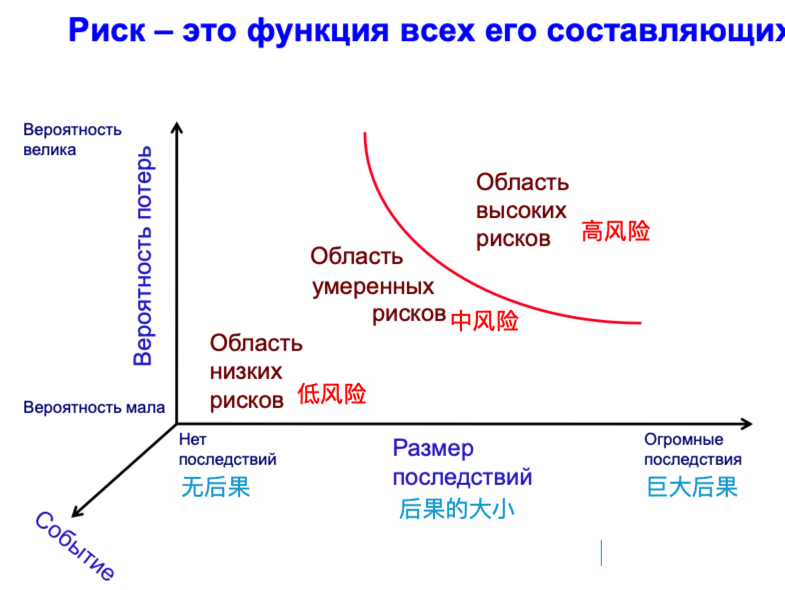 Риск – это функция всех его составляющих
Вероятность
велика
Вероятность потерь
Область
высоких
рисков 高风险
Область
умеренных
рисков 中风险
Область
низких
рисков 低风险
Вероятность мала
Нет
последствий
无后果
Размер
последствий
后果的大小
Огромные
последствия
巨大后果
Событие